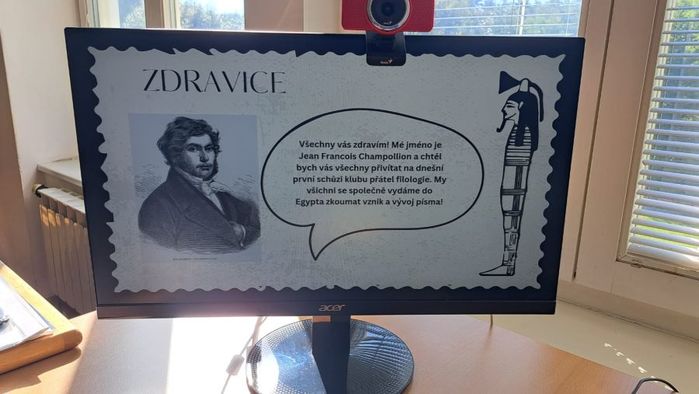 ZDRAVICE
Všechny vás zdravím! Mé jméno je
Jean Francois Champollion a chtěl
bych vás všechny přivítat na dnešní
první schůzi klubu přátel filologie. My
všichni se společně vydáme do
Egypta zkoumat vznik a vývoj písma!
acer